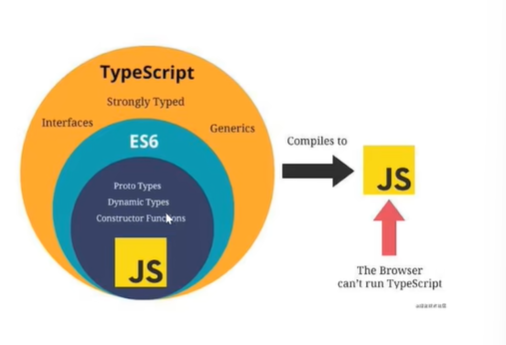 TypeScript
Strongly Typed
Interfaces
Generics
ES6
Proto Types
Dynamic Types
Constructor Functions
JS
Compiles to
JS
The Browser
can't run TypeScript